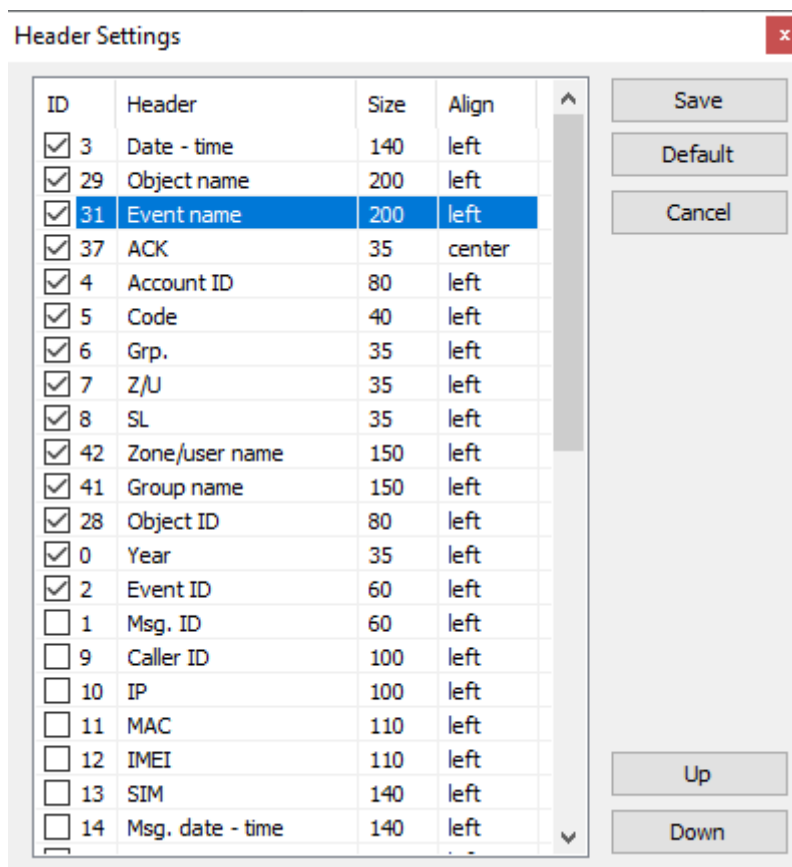 Header Settings
x
ID Header Size Align
3 Date - time 140 left
29 Object name 200 left
31 Event name 200 left
37 ACK 35 center
4 Account ID 80 left
5 Code 40 left
6 Grp. 35 left
7 Z/U 35 left
8 SL 35 left
42 Zone/user name 150 left
41 Group name 150 left
28 Object ID 80 left
0 Year 35 left
2 Event ID 60 left
1 Msg. ID 60 left
9 Caller ID 100 left
10 IP 100 left
11 MAC 110 left
12 IMEI 110 left
13 SIM 140 left
14 Msg. date - time 140 left
Save
Default
Cancel
Up
Down